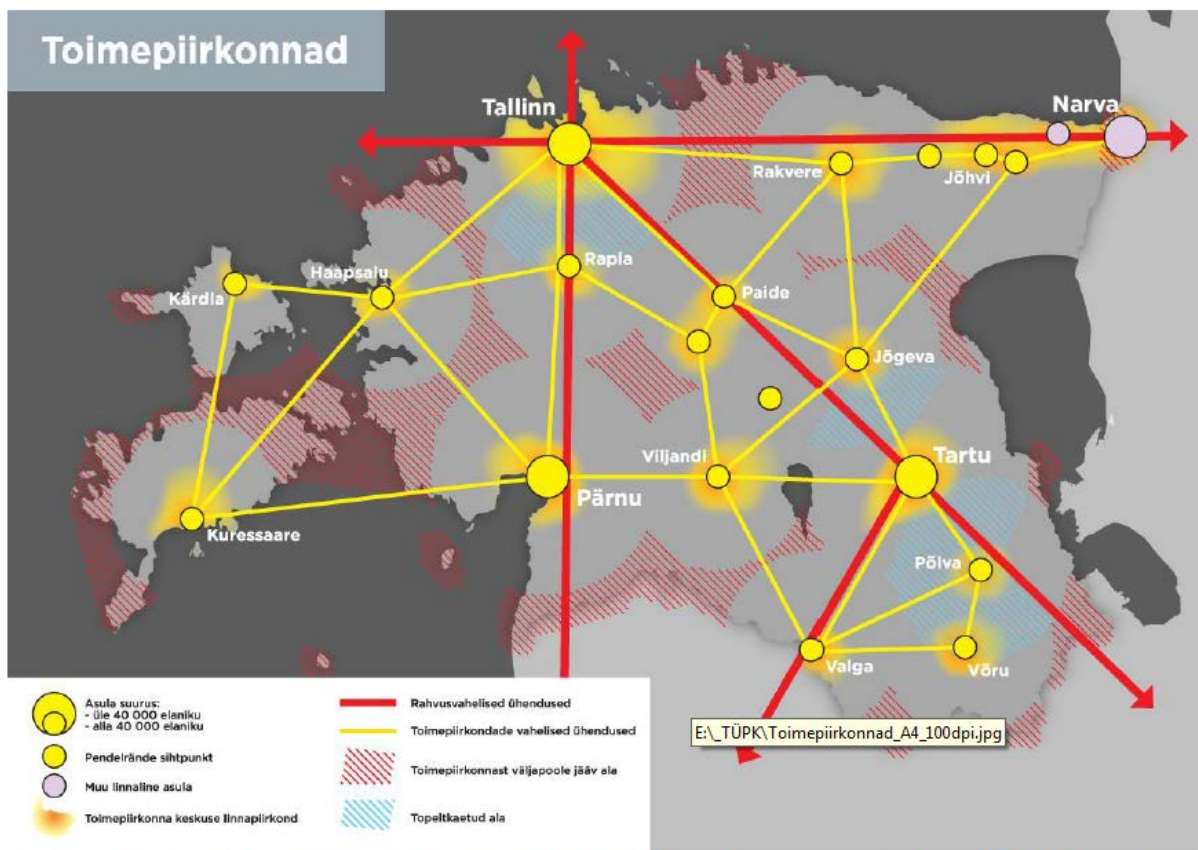 Toimepiirkonnad
Tallinn
Narva
Rakvere
Jõhvi
Haapsalu
Rapla
Kärdla
Paide
Jõgeva
Viljandi
Tartu
Pärnu
Kuressaare
Põlva
Valga
Võru
Asula suurus:
- üle 40 000 elaniku
- alla 40 000 elaniku
Pendelrände sihtpunkt
Muu linnaline asula
Toimepiirkonna keskuse linnapiirkond
Rahvusvahelised ühendused
Toimepiirkondade vahelised ühendused
Toimepiirkonnast väljapoole jääv ala
Topeltkaetud ala
E:\_TÜPK\Toimepiirkonnad_A4_100dpi.jpg